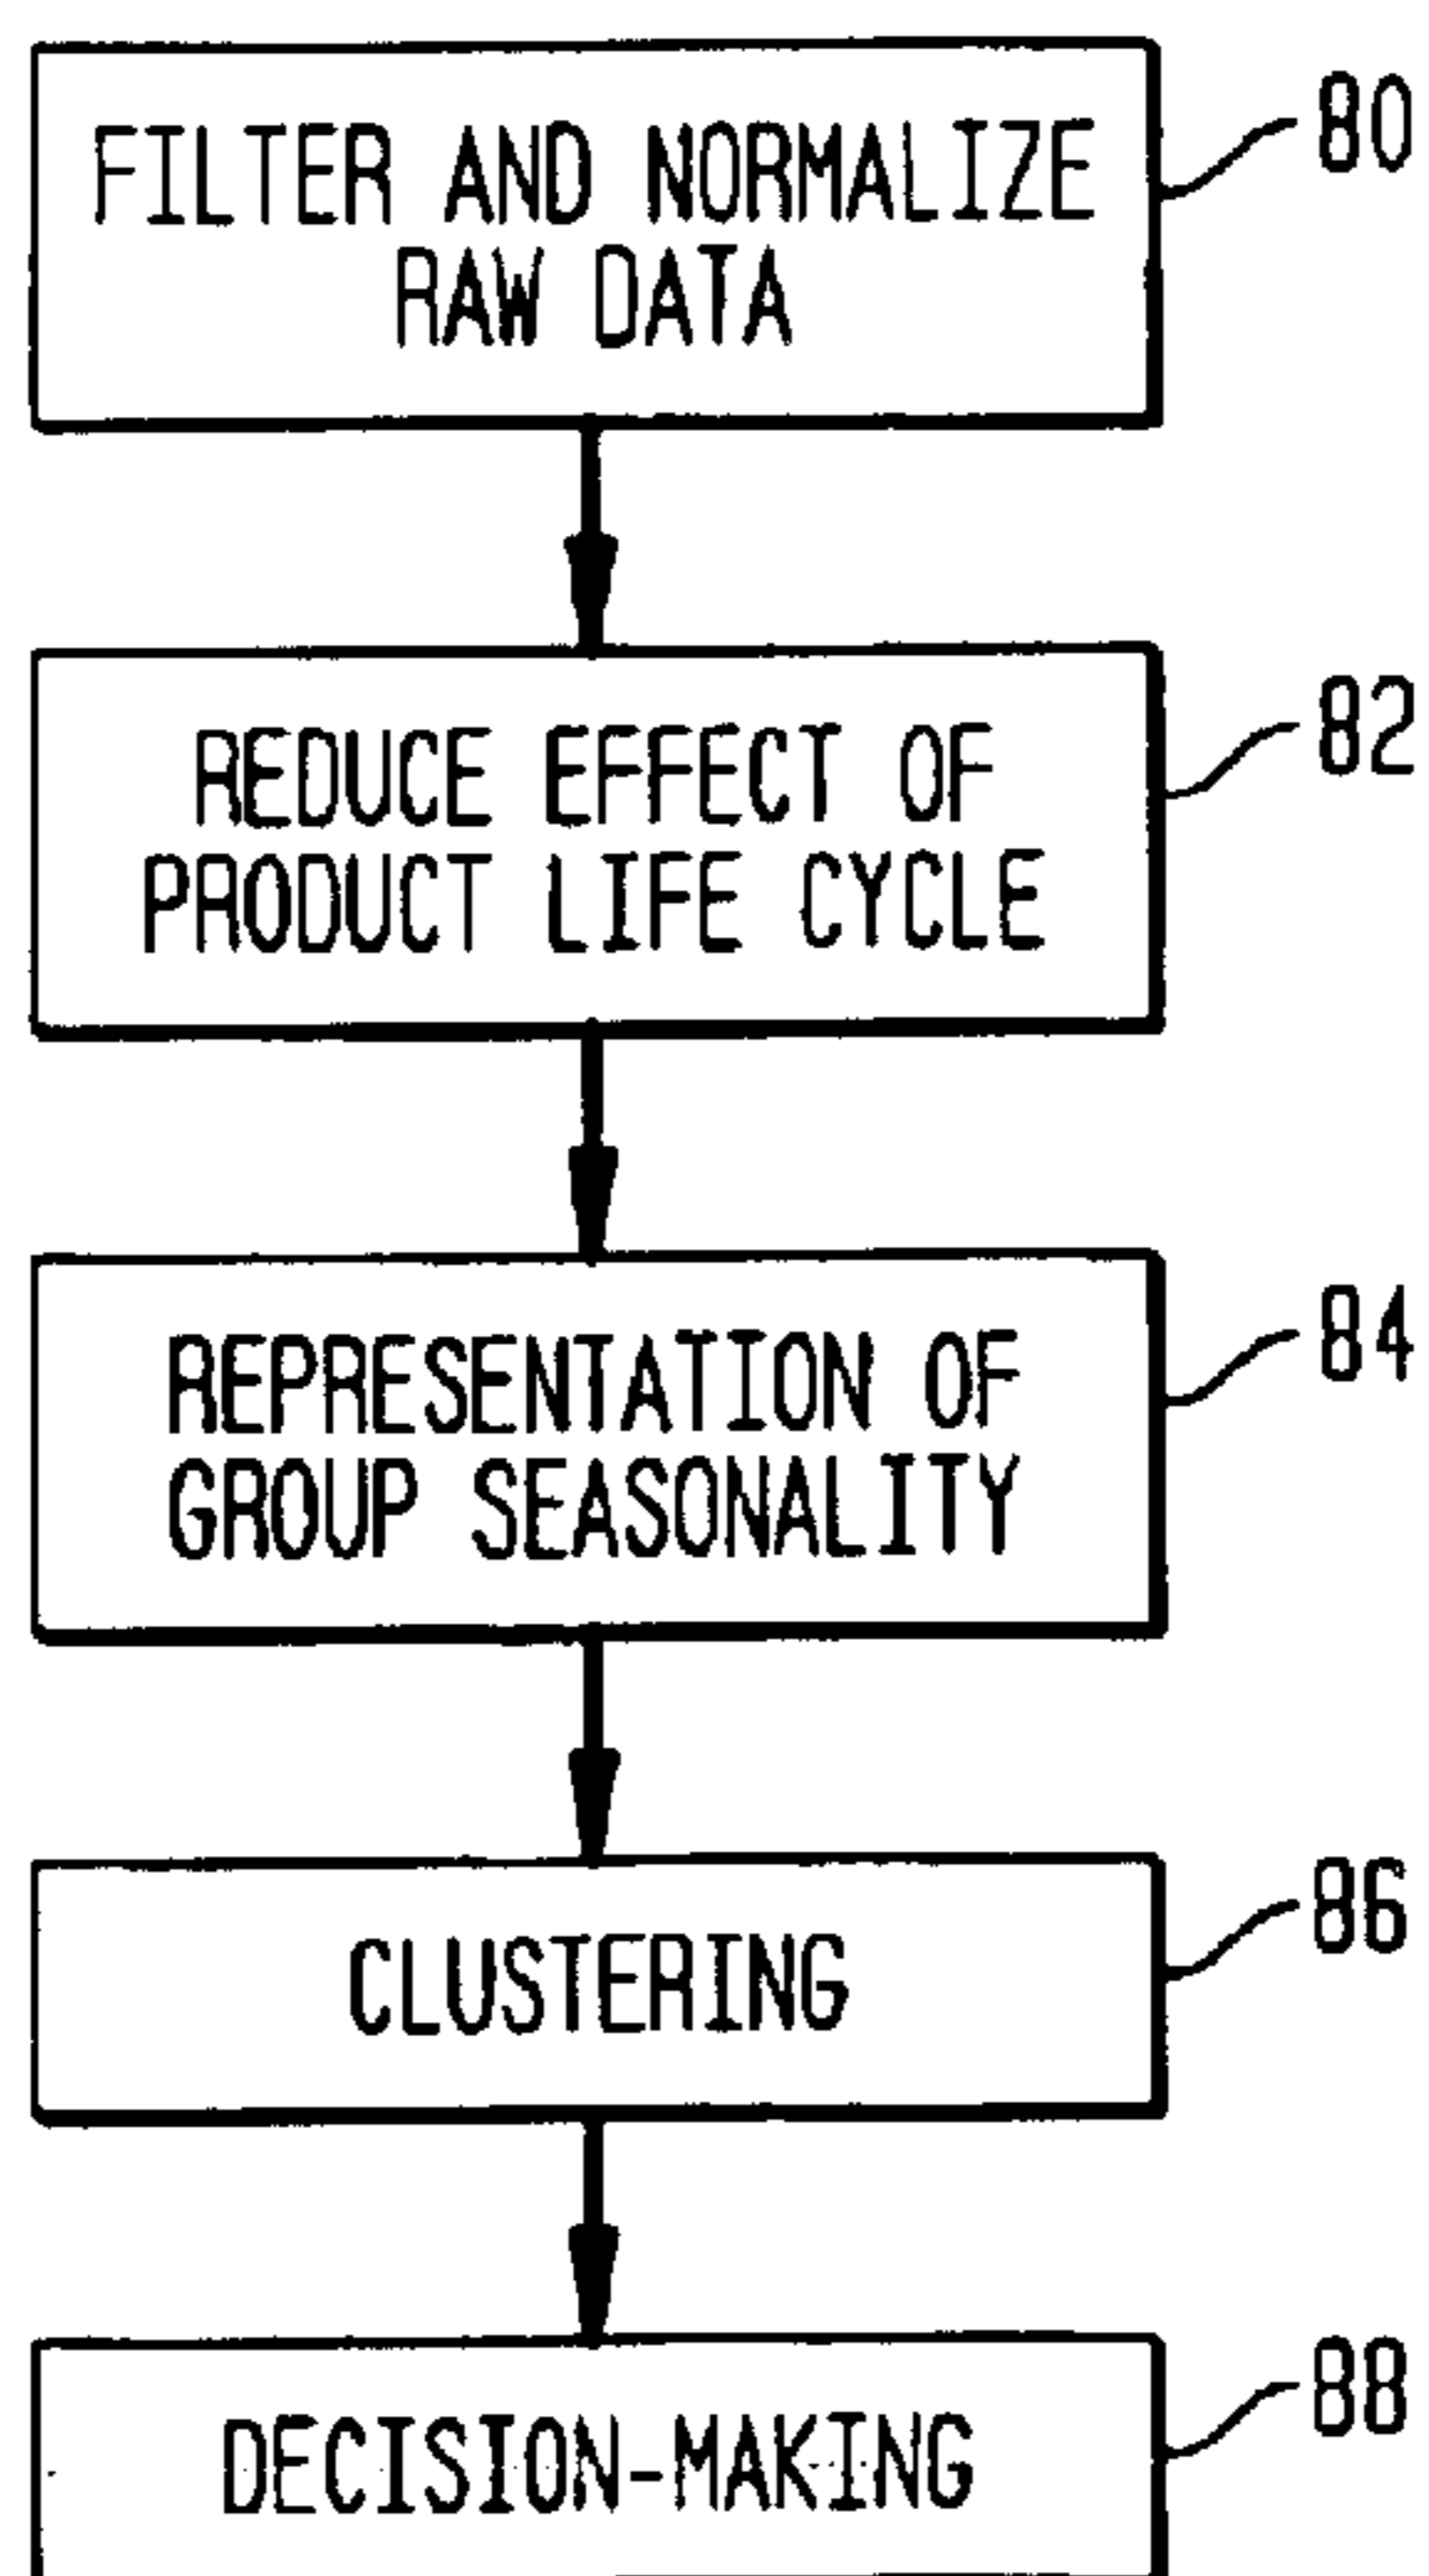 FILTER AND NORMALIZE
RAW DATA
80
REDUCE EFFECT OF
PRODUCT LIFE CYCLE
82
REPRESENTATION OF
GROUP SEASONALITY
84
CLUSTERING
86
DECISION-MAKING
88